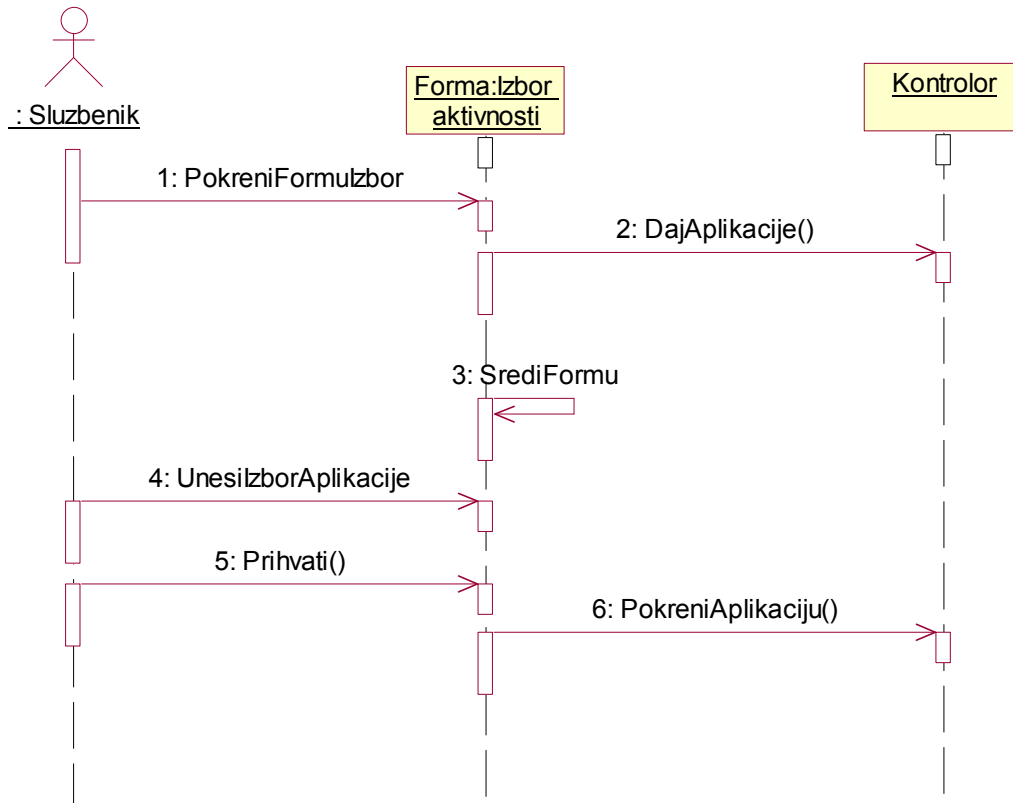 : Sluzbenik
Forma:Izbor
aktivnosti
Kontrolor
1: PokreniFormuIzbor
2: DajAplikacije()
3: SrediFormu
4: UnesiIzborAplikacije
5: Prihvati()
6: PokreniAplikaciju()